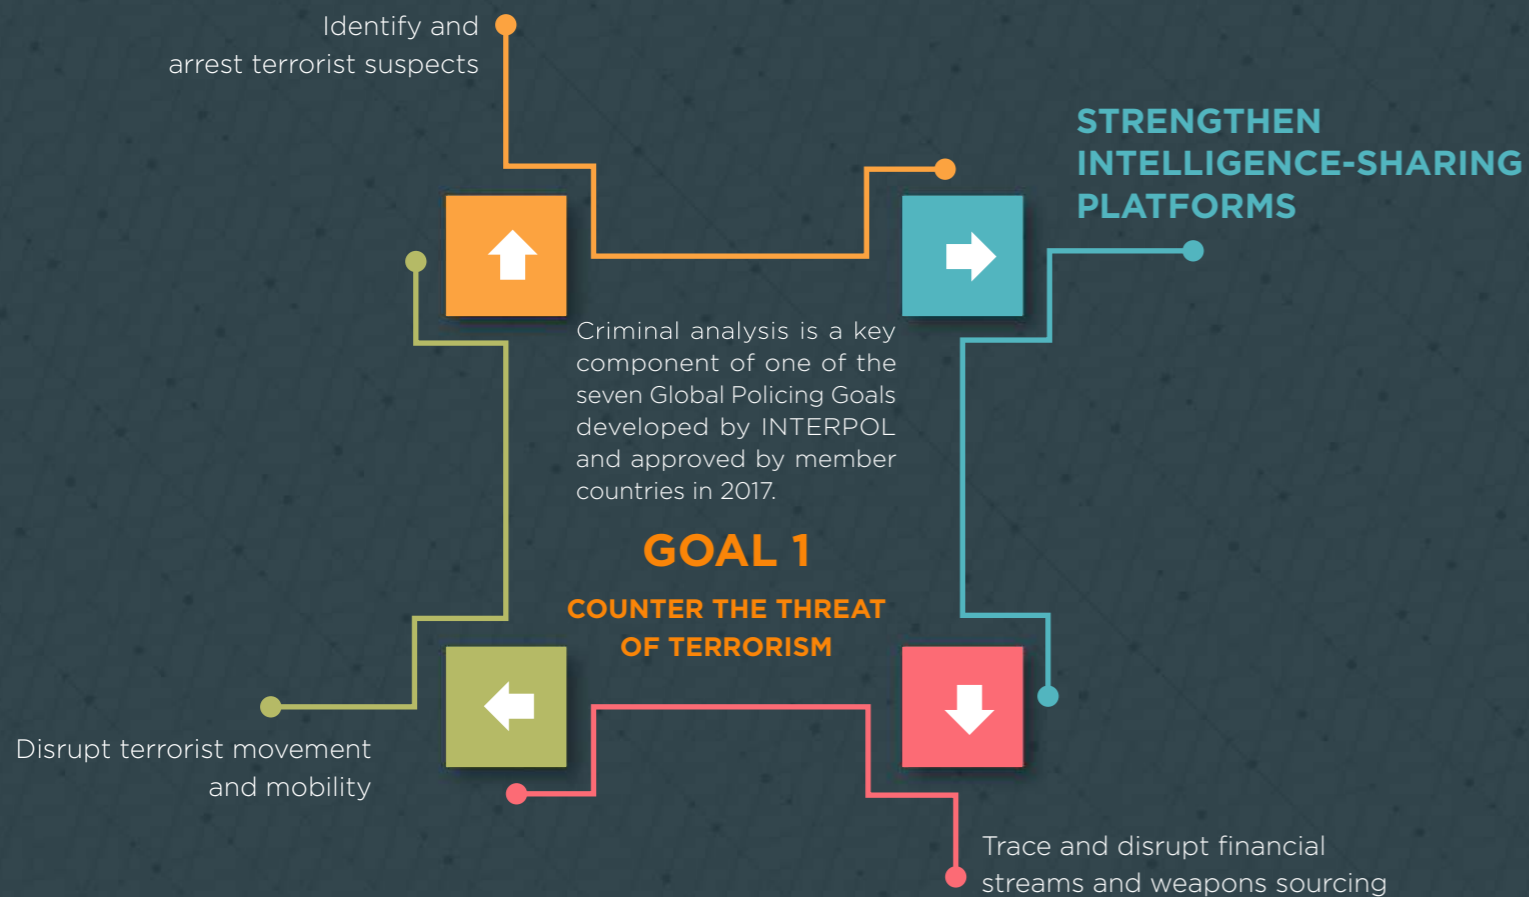 Identify and
arrest terrorist suspects
STRENGTHEN
INTELLIGENCE-SHARING
PLATFORMS
Criminal analysis is a key
component of one of the
seven Global Policing Goals
developed by INTERPOL
and approved by member
countries in 2017.
GOAL 1
COUNTER THE THREAT
OF TERRORISM
Disrupt terrorist movement
and mobility
Trace and disrupt financial
streams and weapons sourcing